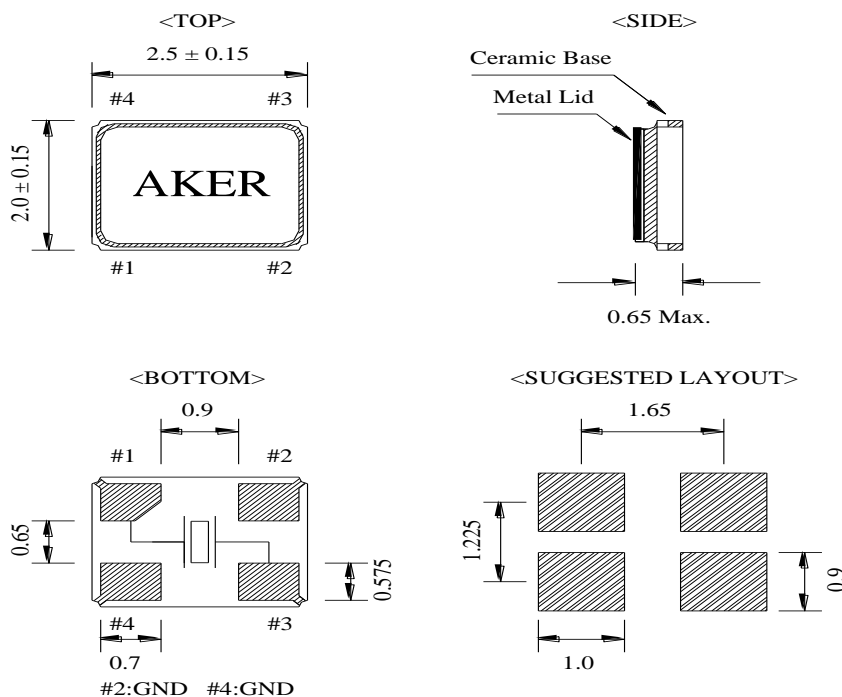 <TOP>
2.5 ± 0.15
#4
#3
2.0 ± 0.15
AKER
#1
#2
<SIDE>
Ceramic Base
Metal Lid
0.65 Max.
<BOTTOM>
0.9
#1
#2
0.65
0.575
#4
#3
0.7
#2:GND #4:GND
<SUGGESTED LAYOUT>
1.65
1.225
0.9
1.0